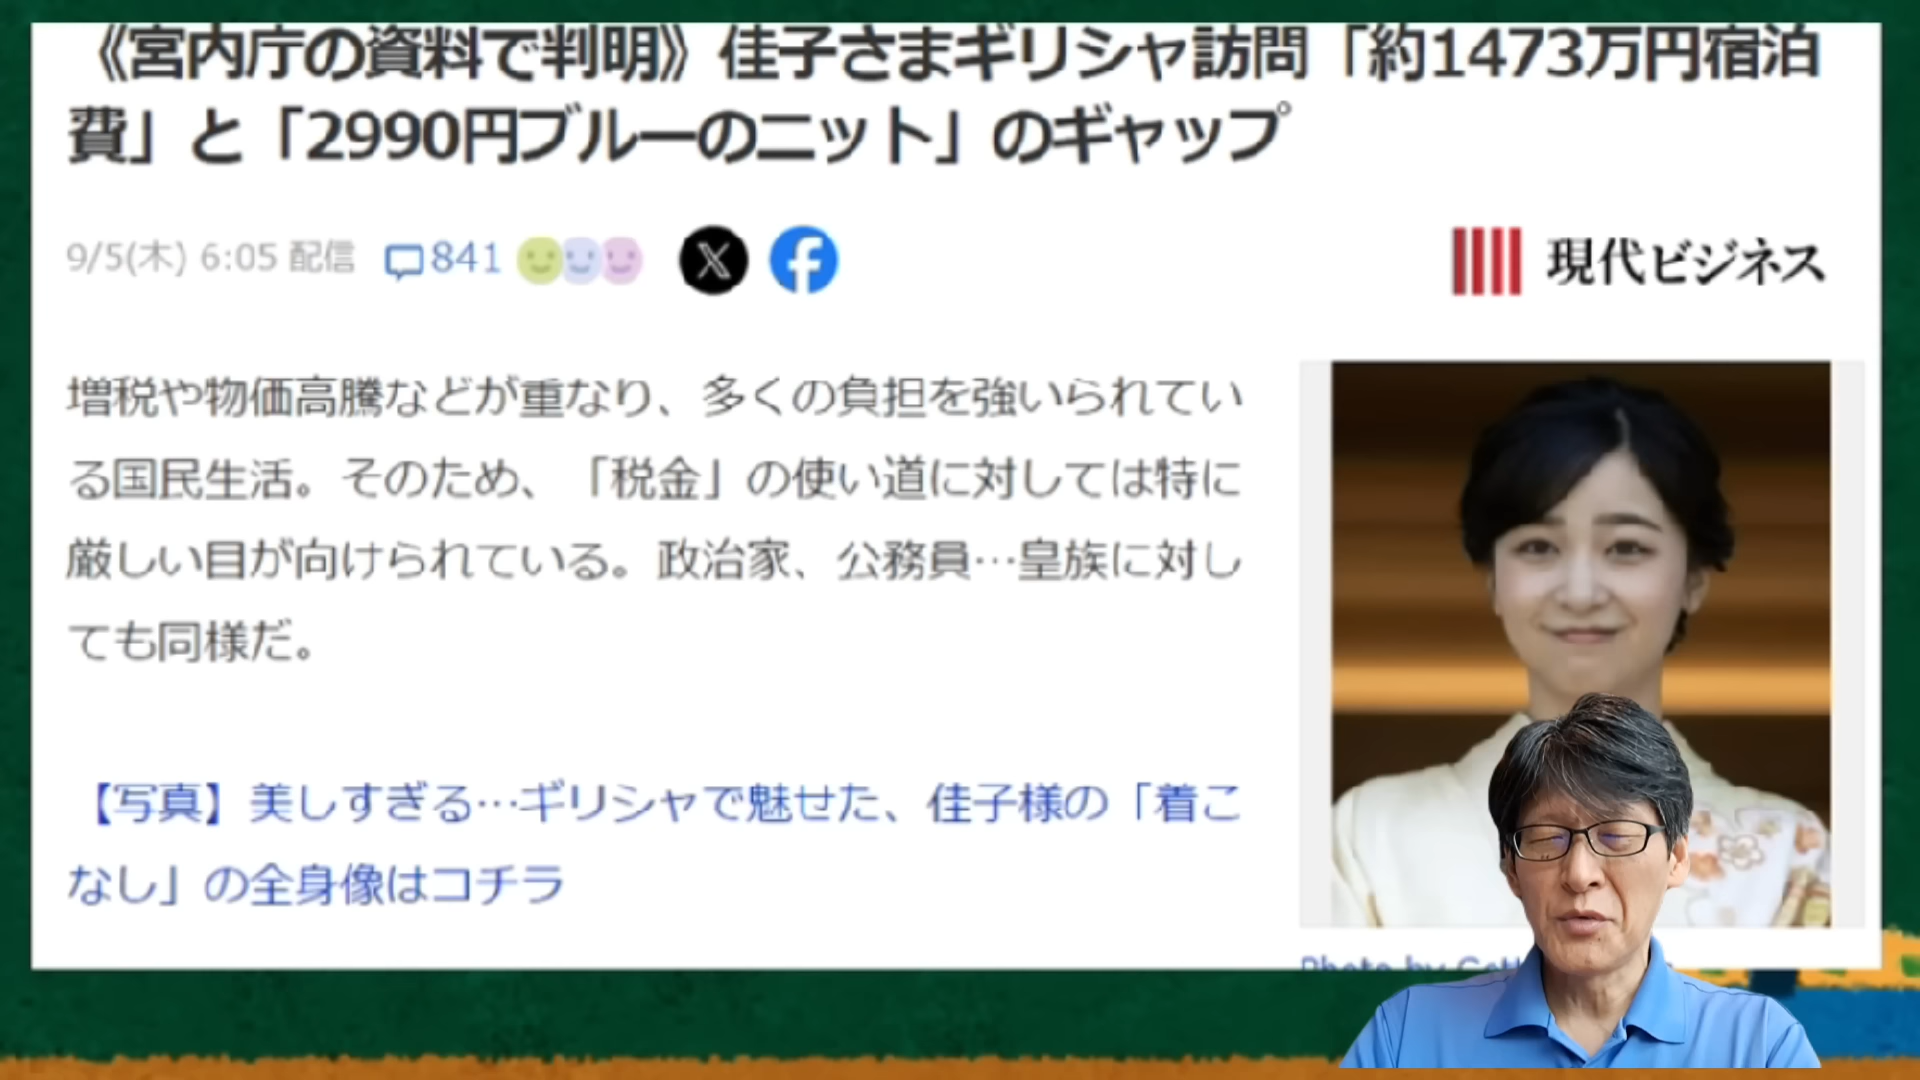 《宮内庁の資料で判明》佳子さまギリシャ訪問「約1473万円宿泊
費」と「2990円ブルーのニット」のギャップ
9/5(木) 6:05 配信
841
現代ビジネス
増税や物価高騰などが重なり、多くの負担を強いられてい
る国民生活。そのため、「税金」の使い道に対しては特に
厳しい目が向けられている。政治家、公務員…皇族に対し
ても同様だ。
【写真】美しすぎる…ギリシャで魅せた、佳子様の「着こ
なし」の全身像はコチラ
Photo by